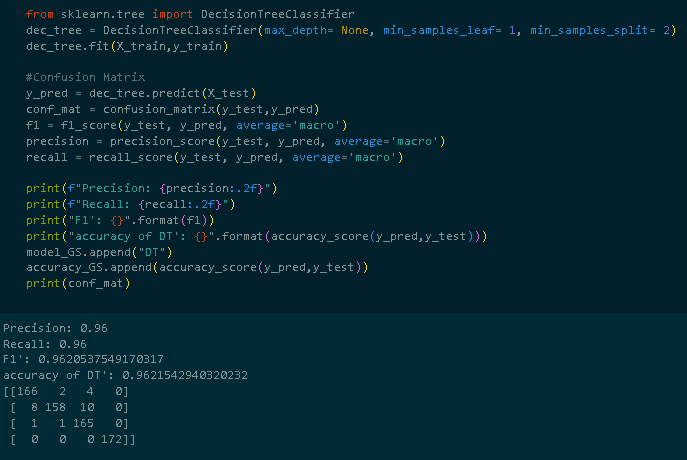 from sklearn.tree import DecisionTreeClassifier
dec_tree = DecisionTreeClassifier(max_depth= None, min_samples_leaf= 1, min_samples_split= 2)
dec_tree.fit(X_train,y_train)
#Confusion Matrix
y_pred = dec_tree.predict(X_test)
conf_mat = confusion_matrix(y_test,y_pred)
f1 = f1_score(y_test, y_pred, average='macro')
precision = precision_score(y_test, y_pred, average='macro')
recall = recall_score(y_test, y_pred, average='macro')
print(f"Precision: {precision:.2f}")
print(f"Recall: {recall:.2f}")
print("F1': {}".format(f1))
print("accuracy of DT': {}".format(accuracy_score(y_pred,y_test)))
model_GS.append("DT")
accuracy_GS.append(accuracy_score(y_pred,y_test))
print(conf_mat)
Precision: 0.96
Recall: 0.96
F1': 0.9620537549170317
accuracy of DT': 0.9621542940320232
[[166   2   4   0]
 [  8 158  10   0]
 [  1   1 165   0]
 [  0   0   0 172]]